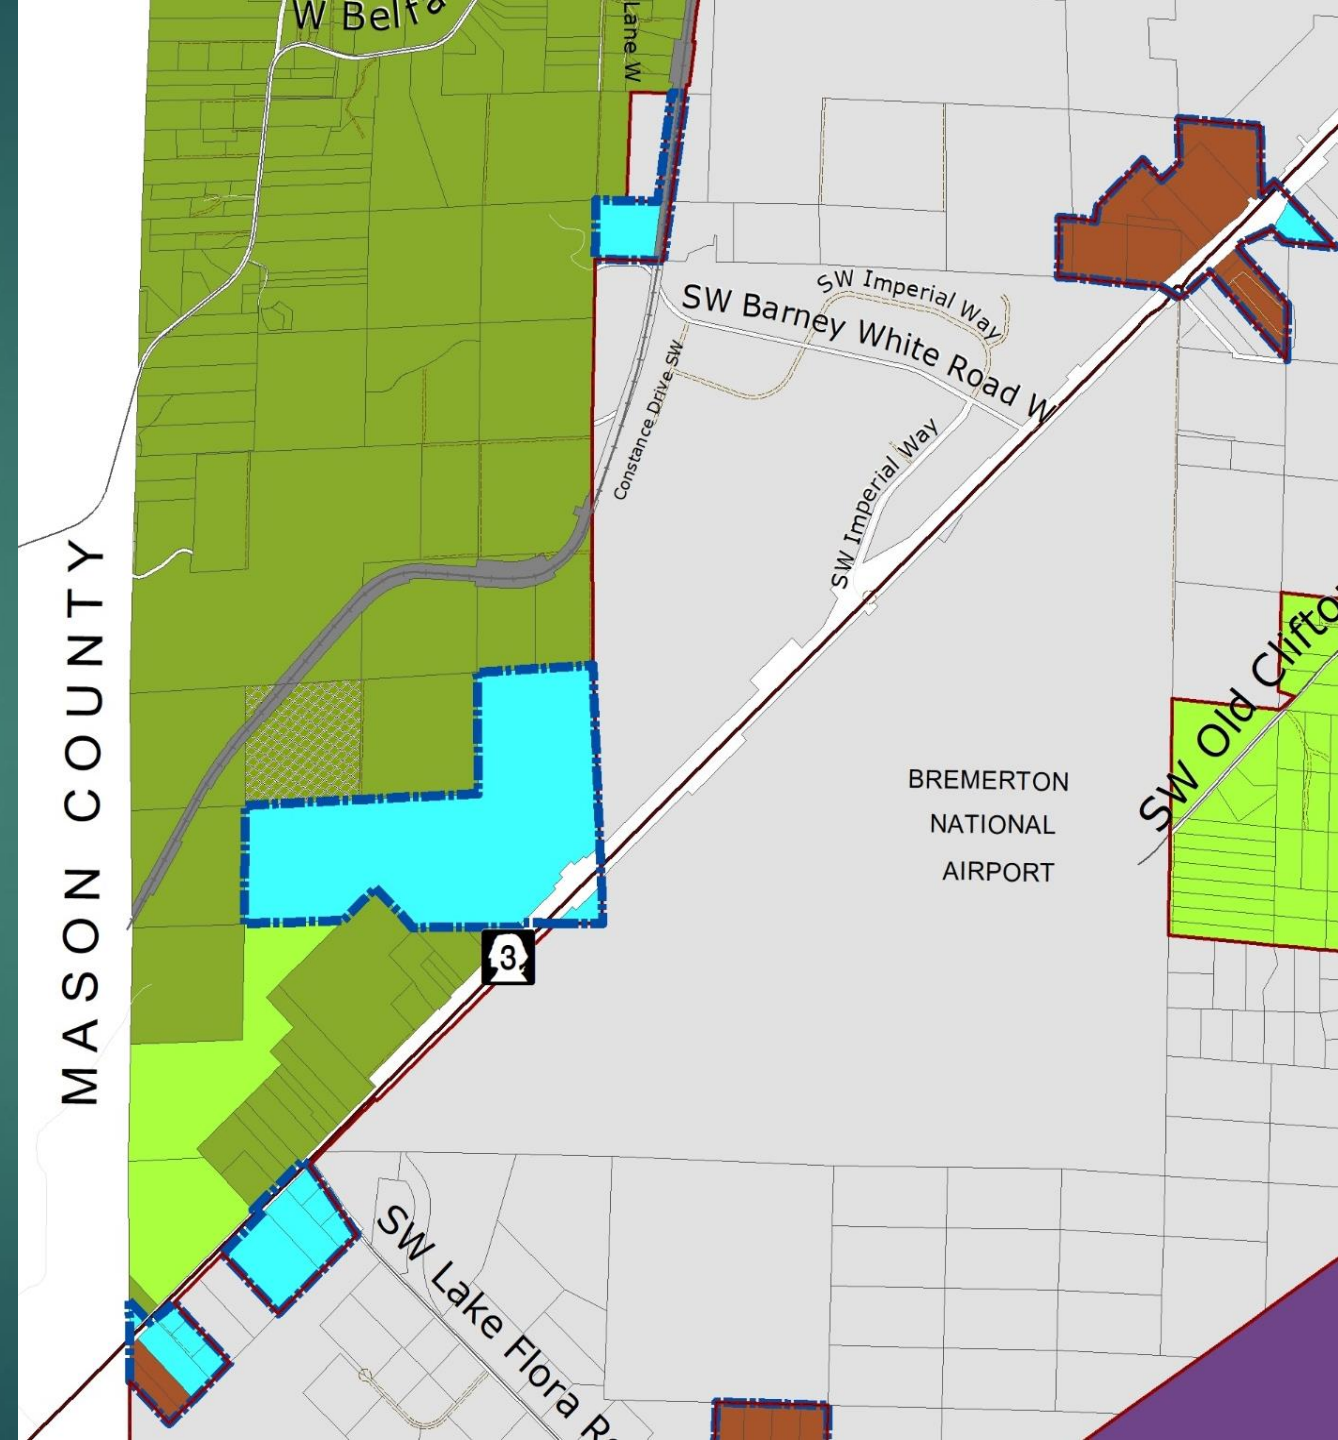 W Belfa
Lane W
SW Imperial Way
SW Barney White Road W
Constance Drive SW
SW Imperial Way
MASON COUNTY
SW Old Clifto
BREMERTON
NATIONAL
AIRPORT
3
SW Lake Flora Ro